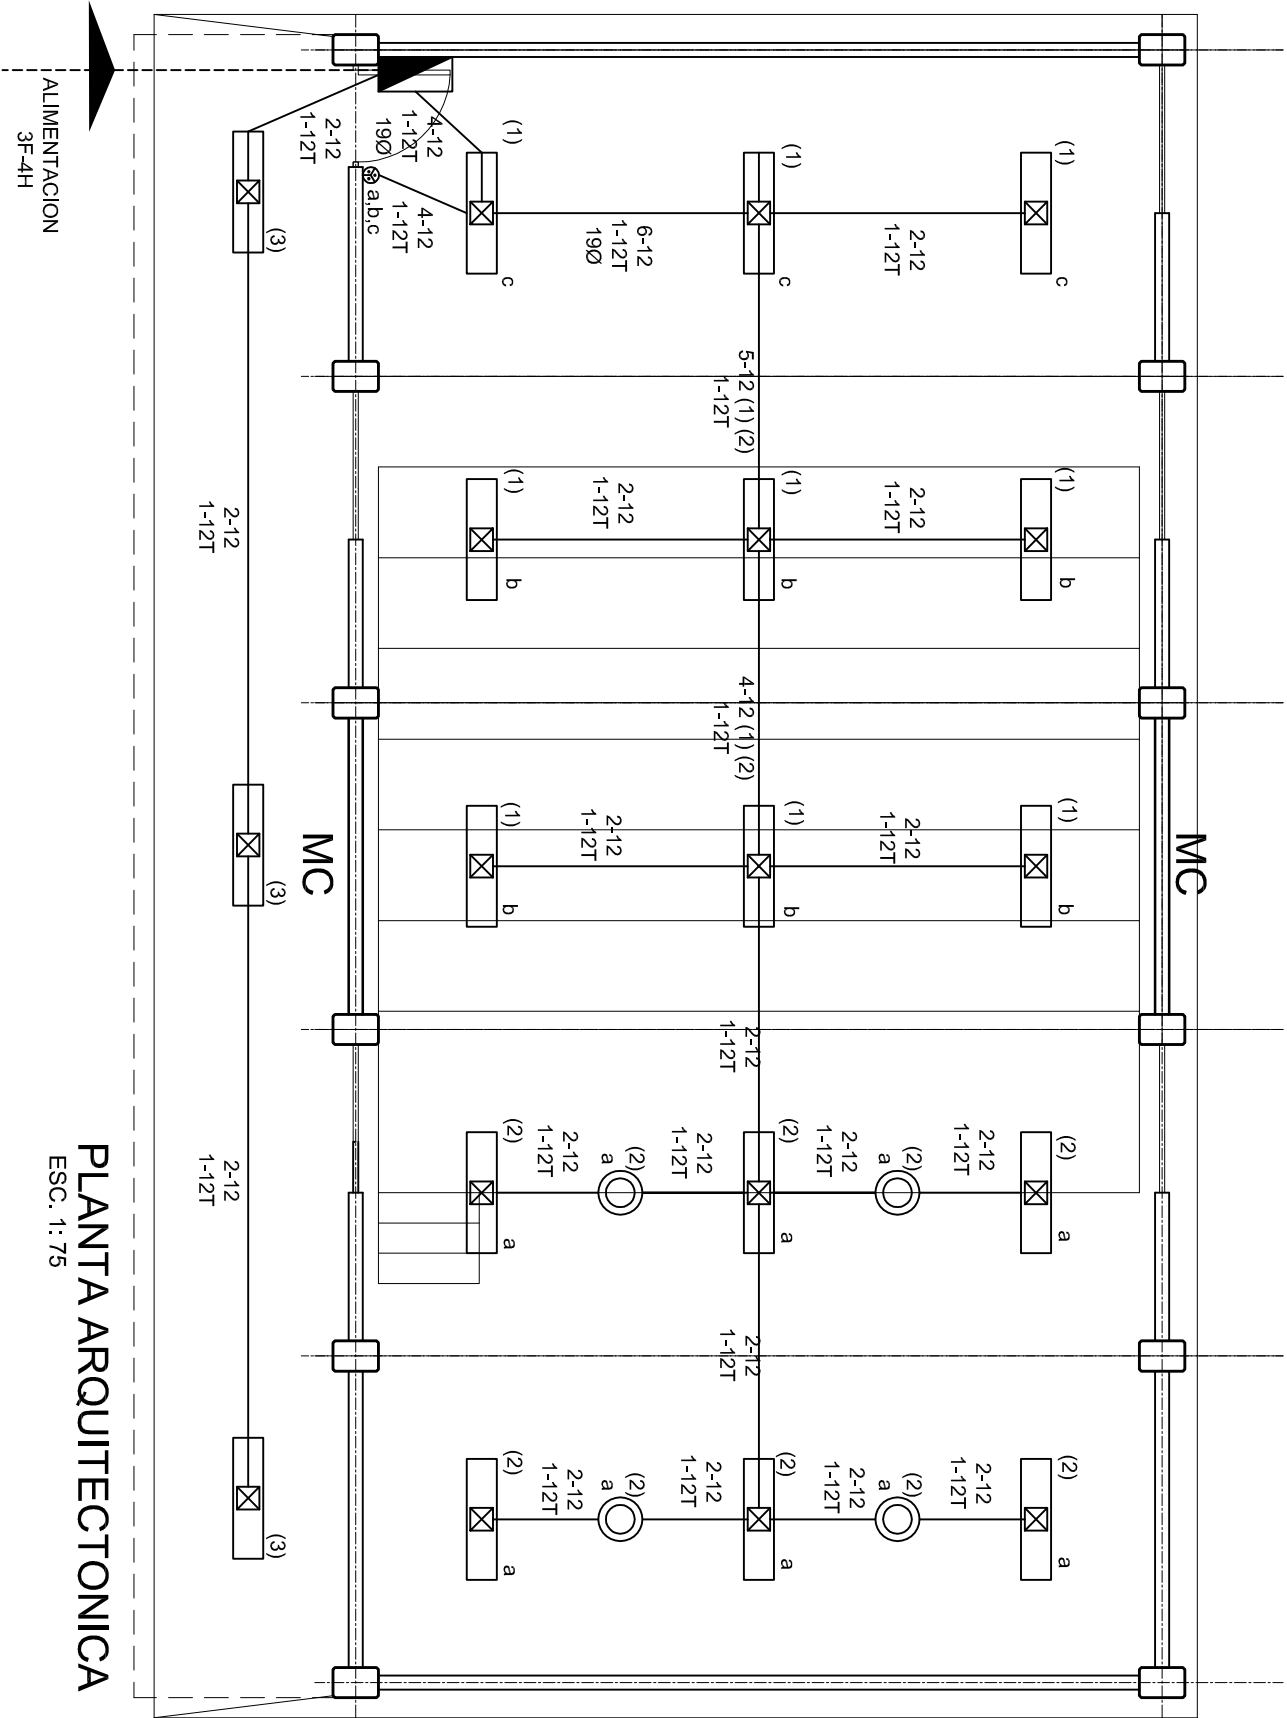 ALIMENTACION
3F-4H
2-12
1-12T
4-12
1-12T
19Ø
a,b,c
4-12
1-12T
(1)
c
6-12
1-12T
19Ø
(1)
c
2-12
1-12T
(1)
c
5-12 (1) (2)
1-12T
(1)
b
2-12
1-12T
(1)
b
2-12
1-12T
(1)
b
4-12 (1) (2)
1-12T
(1)
b
2-12
1-12T
(1)
b
2-12
1-12T
(1)
b
MC
MC
2-12
1-12T
(2)
a
2-12
1-12T
(2)
a
2-12
1-12T
(2)
a
2-12
1-12T
(2)
a
2-12
1-12T
(2)
a
2-12
1-12T
(2)
a
2-12
1-12T
(2)
a
2-12
1-12T
(2)
a
2-12
1-12T
(2)
a
2-12
1-12T
(2)
a
(3)
2-12
1-12T
(3)
2-12
1-12T
(3)
PLANTA ARQUITECTONICA
ESC. 1: 75